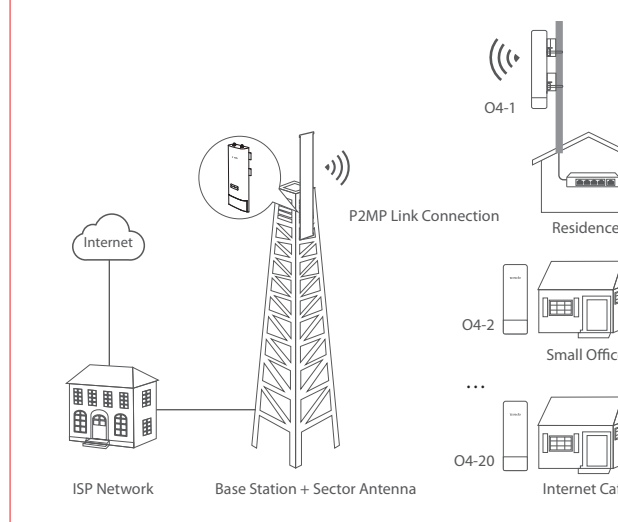 O4-1
P2MP Link Connection
Internet
Residence
O4-2
Small Offic
...
O4-20
ISP Network
Base Station + Sector Antenna
Internet Caf